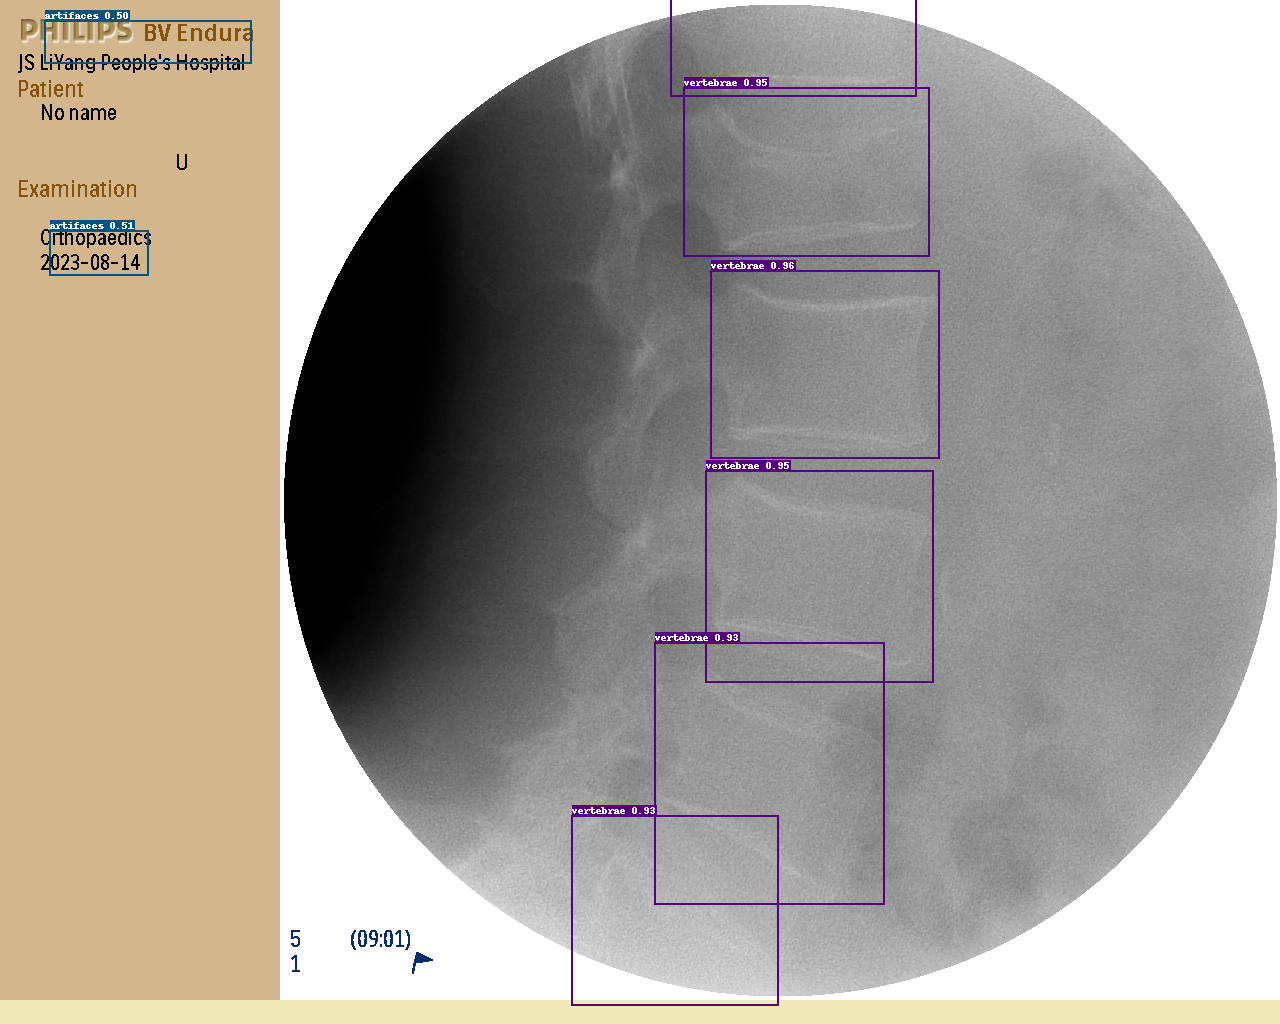 artifaces 0.50
PHILIPS BV Endura
JS LiYang People's Hospital
Patient
No name
U
Examination
artifaces 0.51
Orthopaedics
2023-08-14
vertebrae 0.95
vertebrae 0.96
vertebrae 0.95
vertebrae 0.93
vertebrae 0.93
5 (09:01)
1